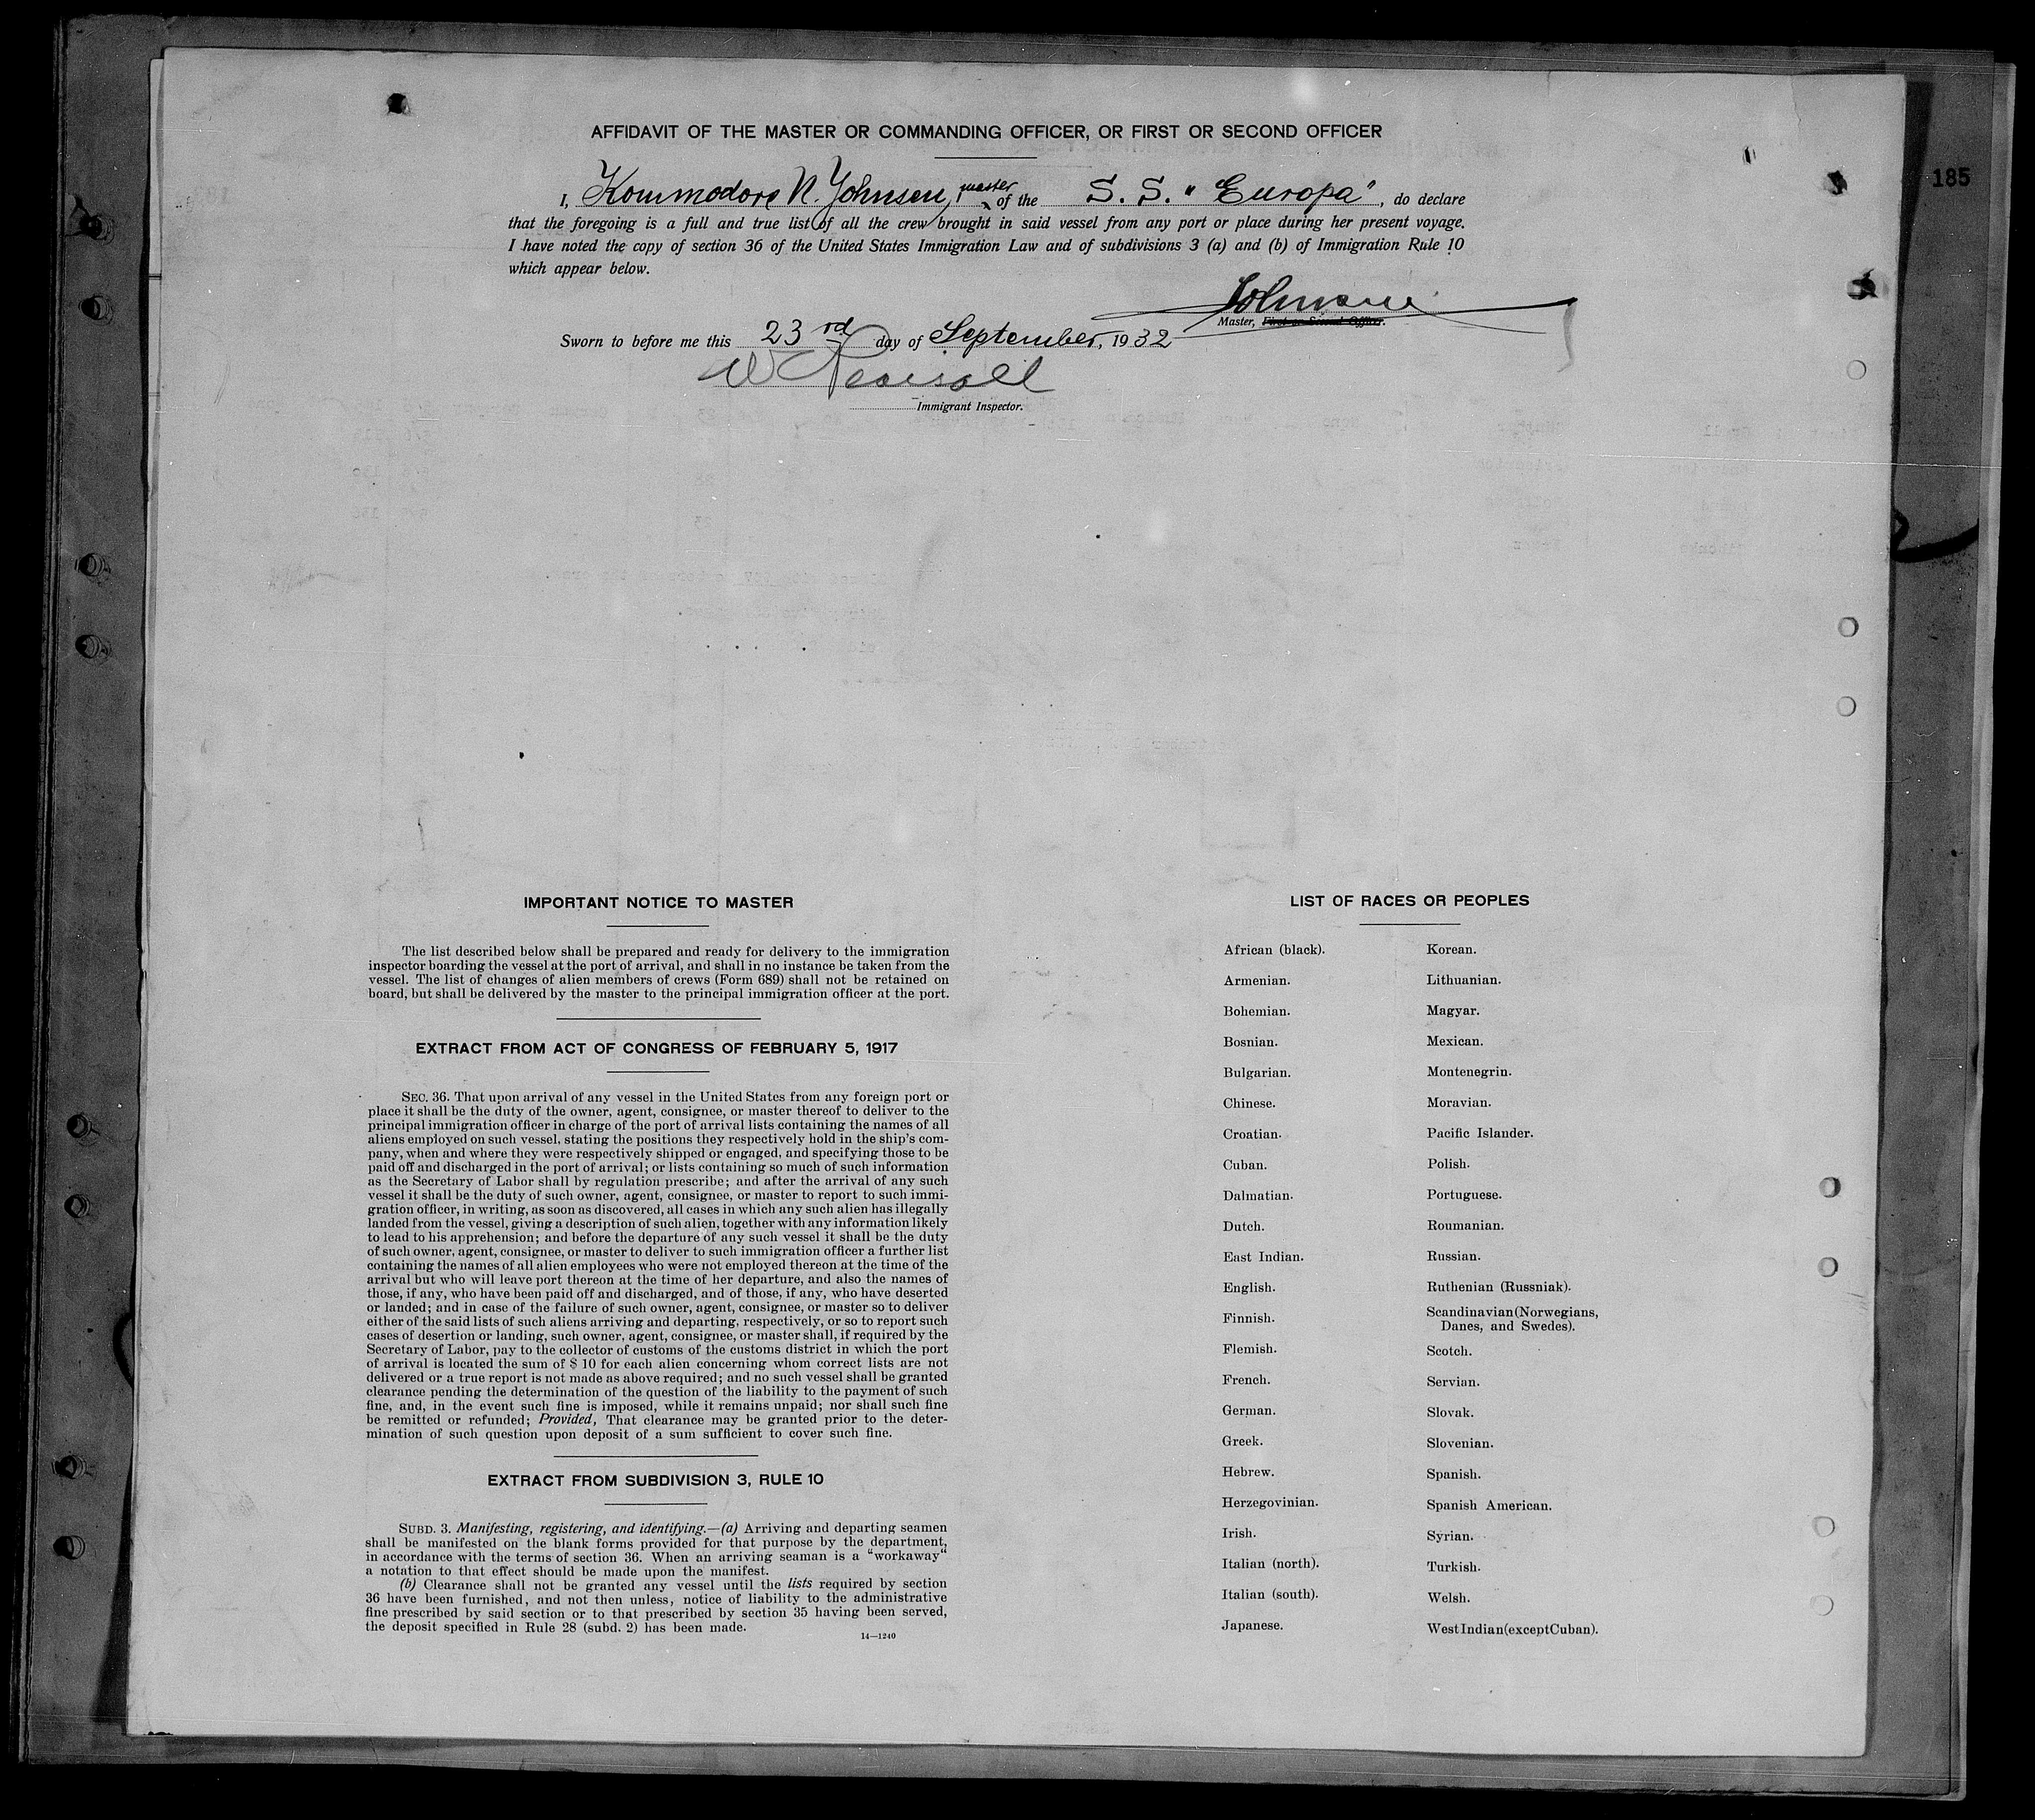 185
AFFIDAVIT OF THE MASTER OR COMMANDING OFFICER, OR FIRST OR SECOND OFFICER
I, Kommodore N. Johnsen, master of the S. S. "Europa", do declare
that the foregoing is a full and true list of all the crew brought in said vessel from any port or place during her present voyage.
I have noted the copy of section 36 of the United States Immigration Law and of subdivisions 3 (a) and (b) of Immigration Rule 10
which appear below.
Johnsen
Master, First or Second Officer.
Sworn to before me this 23rd day of September, 1932
Immigrant Inspector.
IMPORTANT NOTICE TO MASTER
The list described below shall be prepared and ready for delivery to the immigration
inspector boarding the vessel at the port of arrival, and shall in no instance be taken from the
vessel. The list of changes of alien members of crews (Form 689) shall not be retained on
board, but shall be delivered by the master to the principal immigration officer at the port.
EXTRACT FROM ACT OF CONGRESS OF FEBRUARY 5, 1917
SEC. 36. That upon arrival of any vessel in the United States from any foreign port or
place it shall be the duty of the owner, agent, consignee, or master thereof to deliver to the
principal immigration officer in charge of the port of arrival lists containing the names of all
aliens employed on such vessel, stating the positions they respectively hold in the ship's com-
pany, when and where they were respectively shipped or engaged, and specifying those to be
paid off and discharged in the port of arrival; or lists containing so much of such information
as the Secretary of Labor shall by regulation prescribe; and after the arrival of any such
vessel it shall be the duty of such owner, agent, consignee, or master to report to such immi-
gration officer, in writing, as soon as discovered, all cases in which any such alien has illegally
landed from the vessel, giving a description of such alien, together with any information likely
to lead to his apprehension; and before the departure of any such vessel it shall be the duty
of such owner, agent, consignee, or master to deliver to such immigration officer a further list
containing the names of all alien employees who were not employed thereon at the time of the
arrival but who will leave port thereon at the time of her departure, and also the names of
those, if any, who have been paid off and discharged, and of those, if any, who have deserted
or landed; and in case of the failure of such owner, agent, consignee, or master so to deliver
either of the said lists of such aliens arriving and departing, respectively, or so to report such
cases of desertion or landing, such owner, agent, consignee, or master shall, if required by the
Secretary of Labor, pay to the collector of customs of the customs district in which the port
of arrival is located the sum of $ 10 for each alien concerning whom correct lists are not
delivered or a true report is not made as above required; and no such vessel shall be granted
clearance pending the determination of the question of the liability to the payment of such
fine, and, in the event such fine is imposed, while it remains unpaid; nor shall such fine
be remitted or refunded; Provided, That clearance may be granted prior to the deter-
mination of such question upon deposit of a sum sufficient to cover such fine.
EXTRACT FROM SUBDIVISION 3, RULE 10
SUBD. 3. Manifesting, registering, and identifying.—(a) Arriving and departing seamen
shall be manifested on the blank forms provided for that purpose by the department,
in accordance with the terms of section 36. When an arriving seaman is a "workaway"
a notation to that effect should be made upon the manifest.
(b) Clearance shall not be granted any vessel until the lists required by section
36 have been furnished, and not then unless, notice of liability to the administrative
fine prescribed by said section or to that prescribed by section 35 having been served,
the deposit specified in Rule 28 (subd. 2) has been made.
14—1240
LIST OF RACES OR PEOPLES
African (black).
Armenian.
Bohemian.
Bosnian.
Bulgarian.
Chinese.
Croatian.
Cuban.
Dalmatian.
Dutch.
East Indian.
English.
Finnish.
Flemish.
French.
German.
Greek.
Hebrew.
Herzegovinian.
Irish.
Italian (north).
Italian (south).
Japanese.
Korean.
Lithuanian.
Magyar.
Mexican.
Montenegrin.
Moravian.
Pacific Islander.
Polish.
Portuguese.
Roumanian.
Russian.
Ruthenian (Russniak).
Scandinavian (Norwegians,
Danes, and Swedes).
Scotch.
Servian.
Slovak.
Slovenian.
Spanish.
Spanish American.
Syrian.
Turkish.
Welsh.
West Indian (except Cuban).